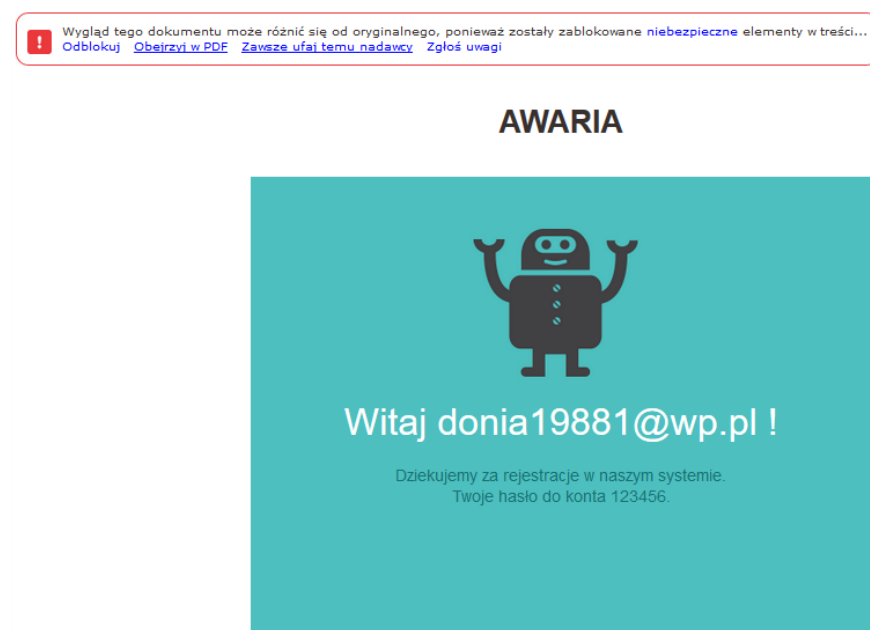 Wygląd tego dokumentu może różnić się od oryginalnego, ponieważ zostały zablokowane niebezpieczne elementy w treści...
Odblokuj Obejrzyj w PDF Zawsze ufaj temu nadawcy Zgłoś uwagi
AWARIA
Witaj donia19881@wp.pl !
Dziekujemy za rejestracje w naszym systemie.
Twoje hasło do konta 123456.